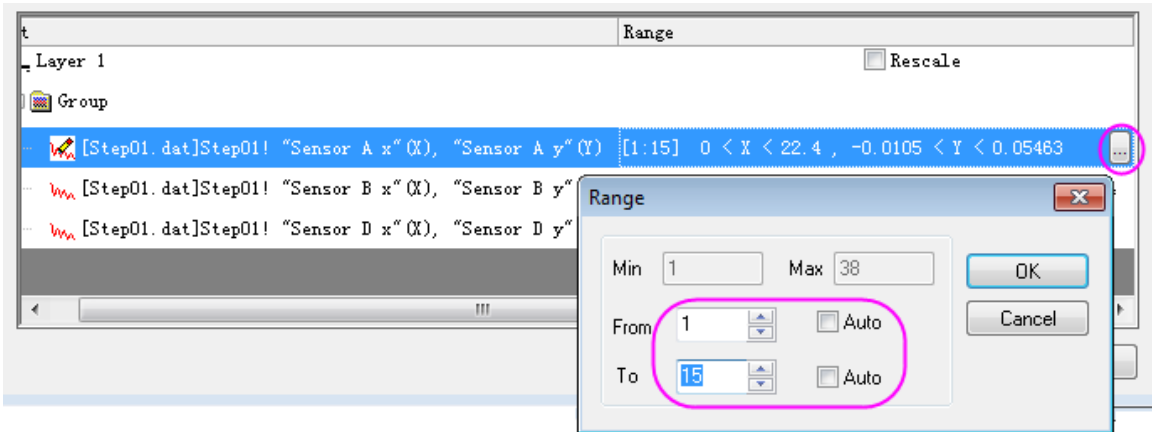 t Range
Layer 1 Rescale
Group
[Step01.dat]Step01! "Sensor A x"(X), "Sensor A y"(Y) [1:15] 0 < X < 22.4 , -0.0105 < Y < 0.05463 ...
[Step01.dat]Step01! "Sensor B x"(X), "Sensor B y"
[Step01.dat]Step01! "Sensor D x"(X), "Sensor D y"
Range
Min 1 Max 38 OK
From 1 Auto Cancel
To 15 Auto